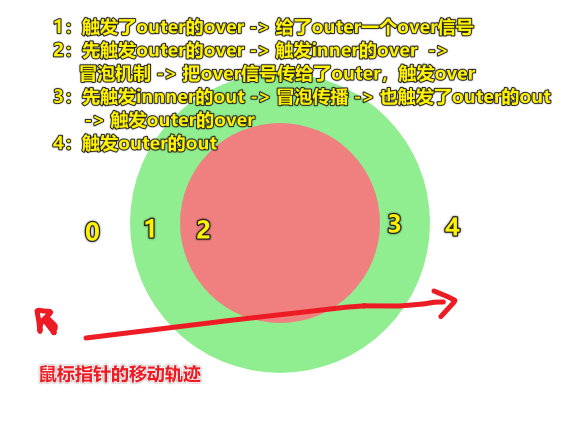 1：触发了outer的over -> 给了outer一个over信号
2：先触发outer的over -> 触发inner的over ->
冒泡机制 -> 把over信号传给了outer，触发over
3：先触发innner的out -> 冒泡传播 -> 也触发了outer的out
-> 触发outer的over
4：触发outer的out
0 1 2 3 4
鼠标指针的移动轨迹